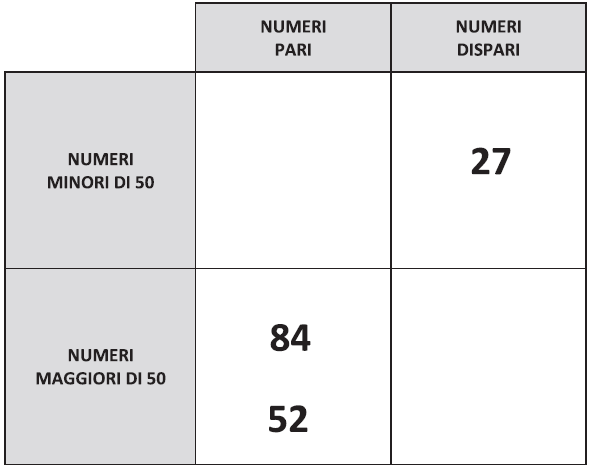 NUMERI
PARI
NUMERI
DISPARI
NUMERI
MINORI DI 50
27
NUMERI
MAGGIORI DI 50
84
52